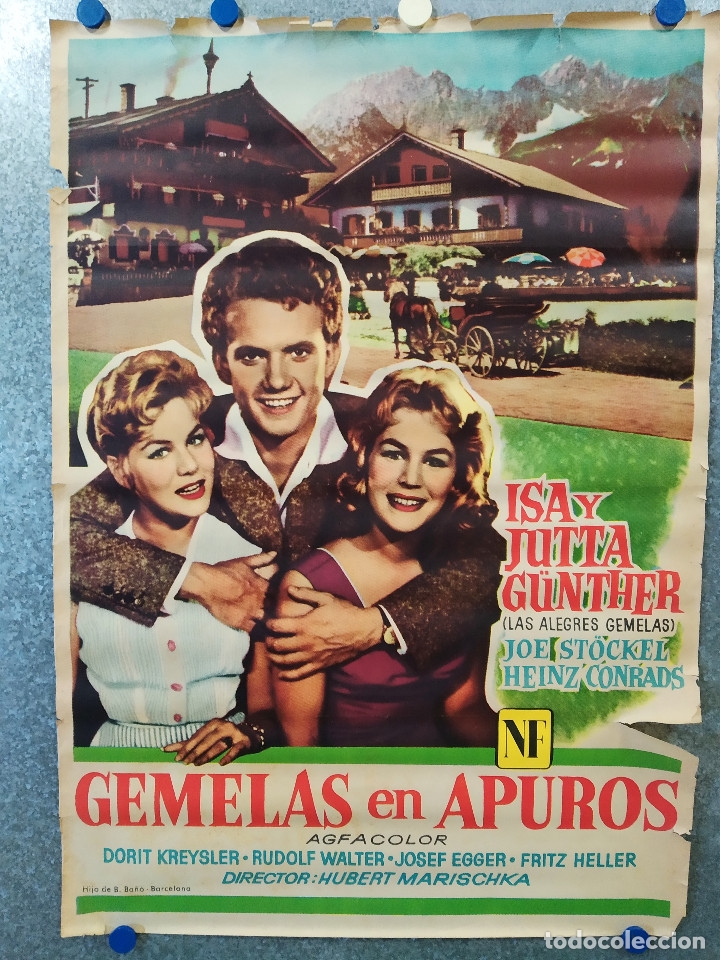 ISA Y
JUTTA
GÜNTHER
(LAS ALEGRES GEMELAS)
JOE STÖCKEL
HEINZ CONRADS
NF
GEMELAS en APUROS
AGFACOLOR
DORIT KREYSLER · RUDOLF WALTER · JOSEF EGGER · FRITZ HELLER
DIRECTOR: HUBERT MARISCHKA
Hijo de B. Baño - Barcelona
todocoleccion